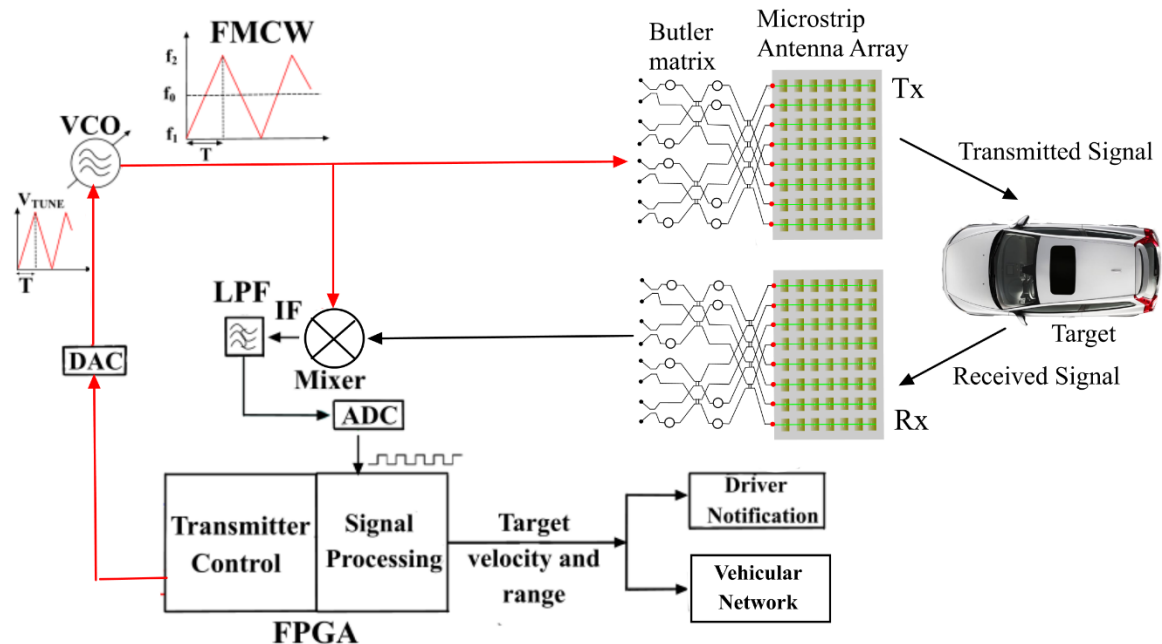 FMCW
f₂
f₀
f₁
T
VCO
V_TUNE
T
DAC
LPF
IF
Mixer
ADC
Transmitter
Control
Signal
Processing
FPGA
Target
velocity and
range
Driver
Notification
Vehicular
Network
Butler
matrix
Microstrip
Antenna Array
Tx
Transmitted Signal
Target
Received Signal
Rx